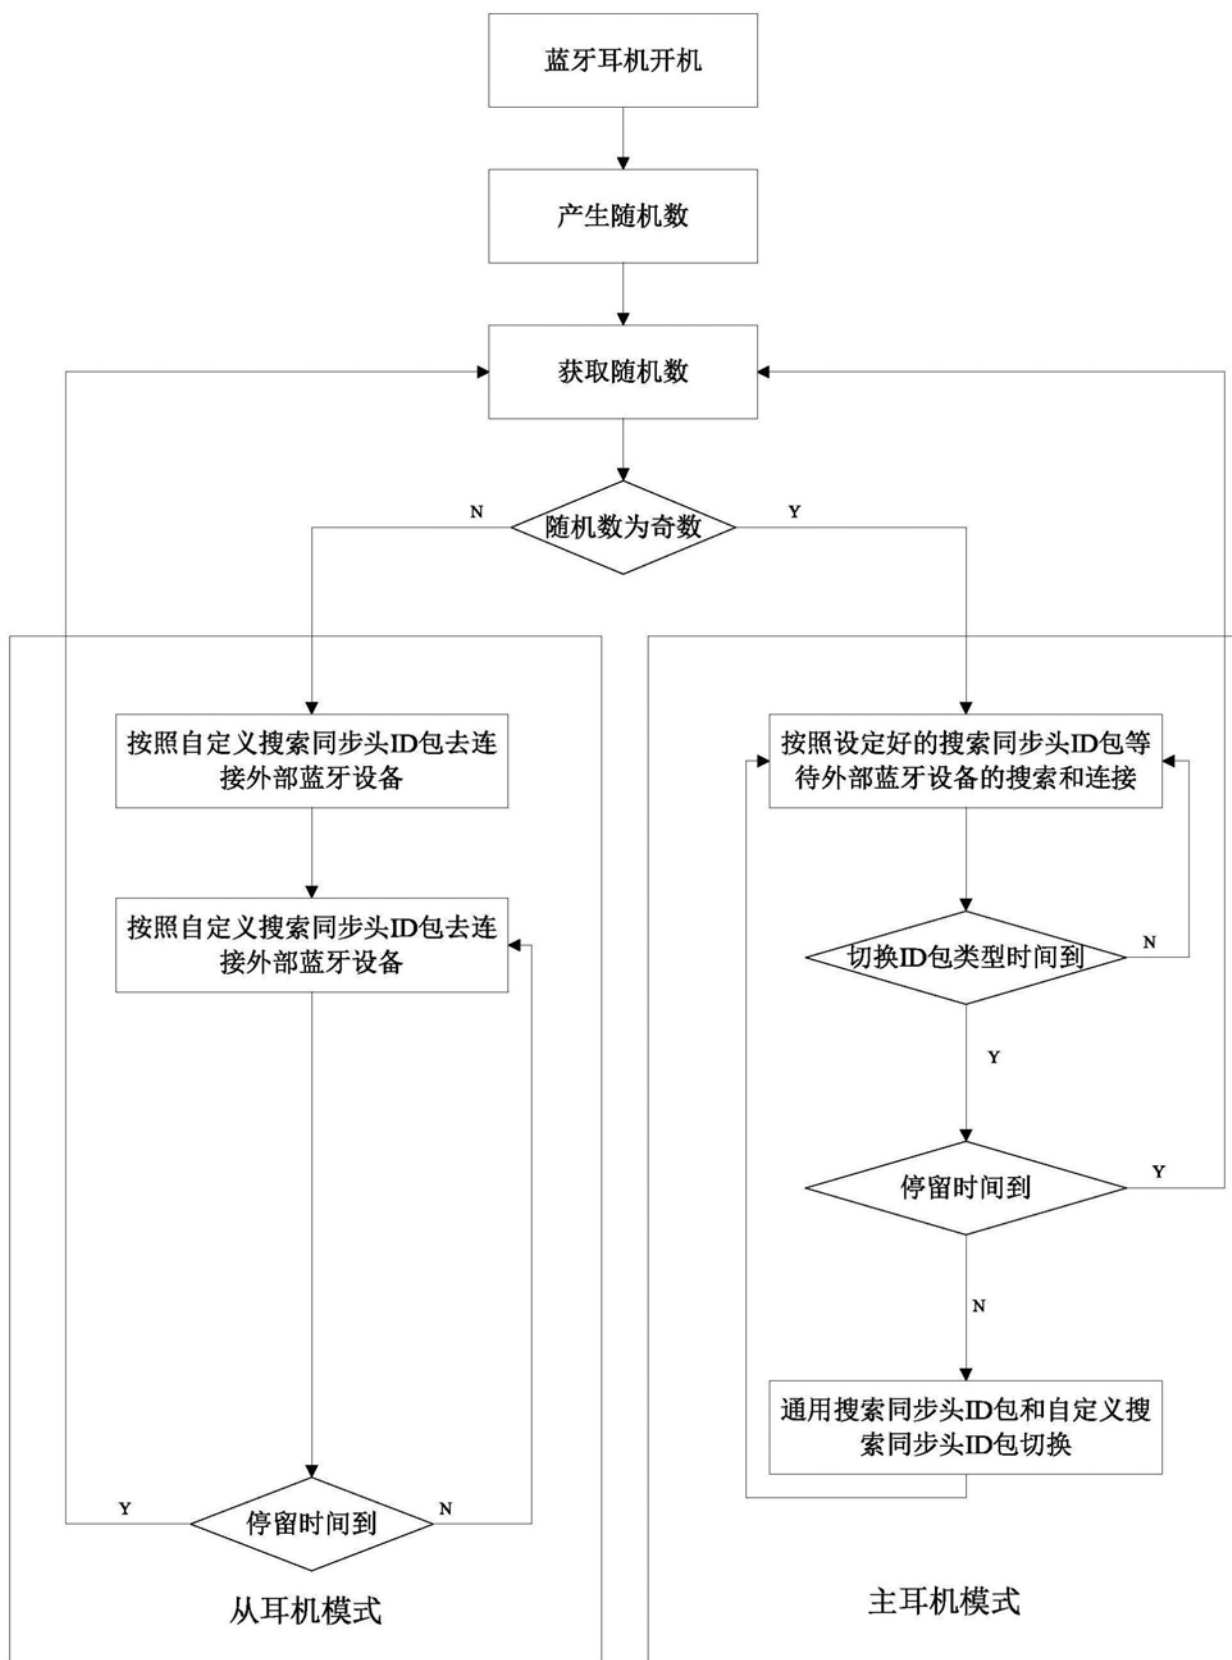 蓝牙耳机开机
产生随机数
获取随机数
N
随机数为奇数
Y
按照自定义搜索同步头ID包去连
接外部蓝牙设备
按照自定义搜索同步头ID包去连
接外部蓝牙设备
Y
停留时间到
N
从耳机模式
按照设定好的搜索同步头ID包等
待外部蓝牙设备的搜索和连接
切换ID包类型时间到
N
Y
停留时间到
Y
N
通用搜索同步头ID包和自定义搜
索同步头ID包切换
主耳机模式